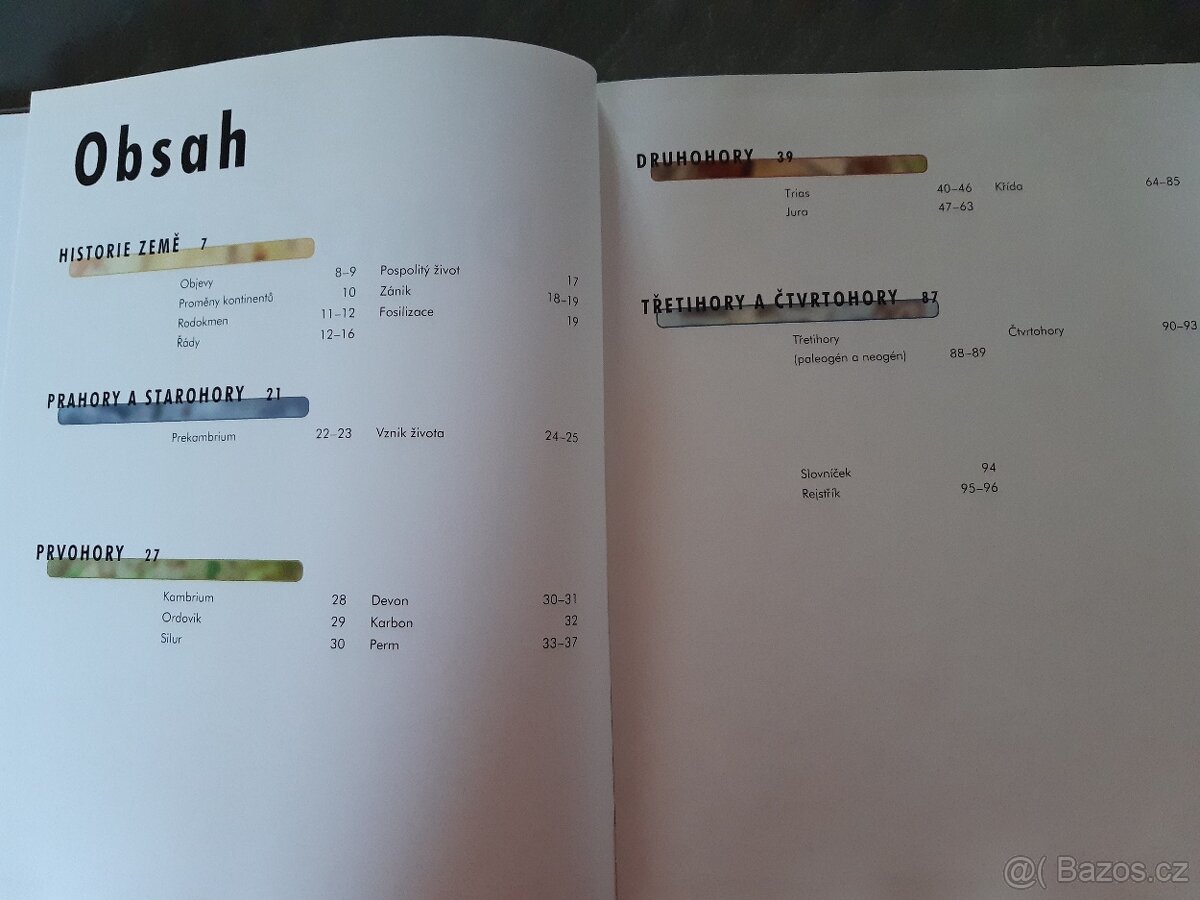 Obsah
HISTORIE ZEMĚ 7
Objevy 8–9
Proměny kontinentů 10
Rodokmen 11–12
Řády 12–16
Pospolitý život 17
Zánik 18–19
Fosilizace 19
PRAHORY A STAROHORY 21
Prekambrium 22–23
Vznik života 24–25
PRVOHORY 27
Kambrium 28
Ordovik 29
Silur 30
Devon 30–31
Karbon 32
Perm 33–37
DRUHOHORY 39
Trias 40–46
Jura 47–63
Křída 64–85
TŘETIHORY A ČTVRTOHORY 87
Třetihory
(paleogén a neogén) 88–89
Čtvrtohory 90–93
Slovníček 94
Rejstřík 95–96
@( Bazos.cz